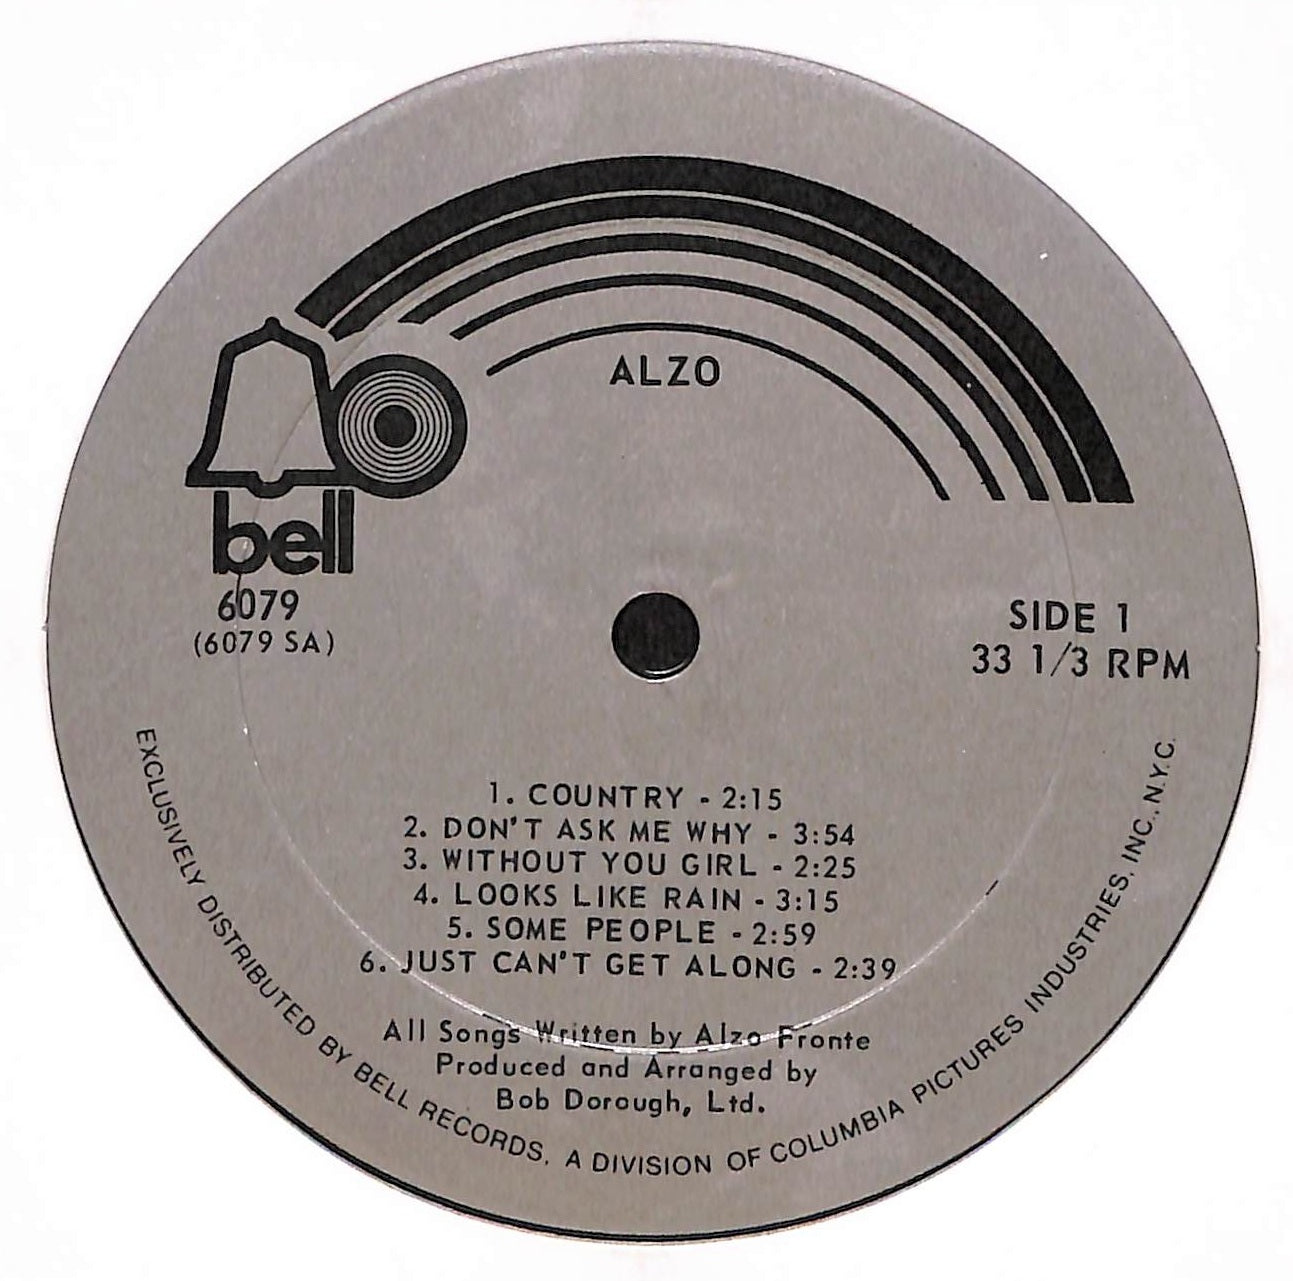 ALZO
bell
6079
(6079 SA)
SIDE 1
33 1/3 RPM
1. COUNTRY - 2:15
2. DON'T ASK ME WHY - 3:54
3. WITHOUT YOU GIRL - 2:25
4. LOOKS LIKE RAIN - 3:15
5. SOME PEOPLE - 2:59
6. JUST CAN'T GET ALONG - 2:39
All Songs Written by Alzo Fronte
Produced and Arranged by
Bob Dorough, Ltd.
EXCLUSIVELY DISTRIBUTED BY BELL RECORDS, A DIVISION OF COLUMBIA PICTURES INDUSTRIES, INC., N.Y.C.